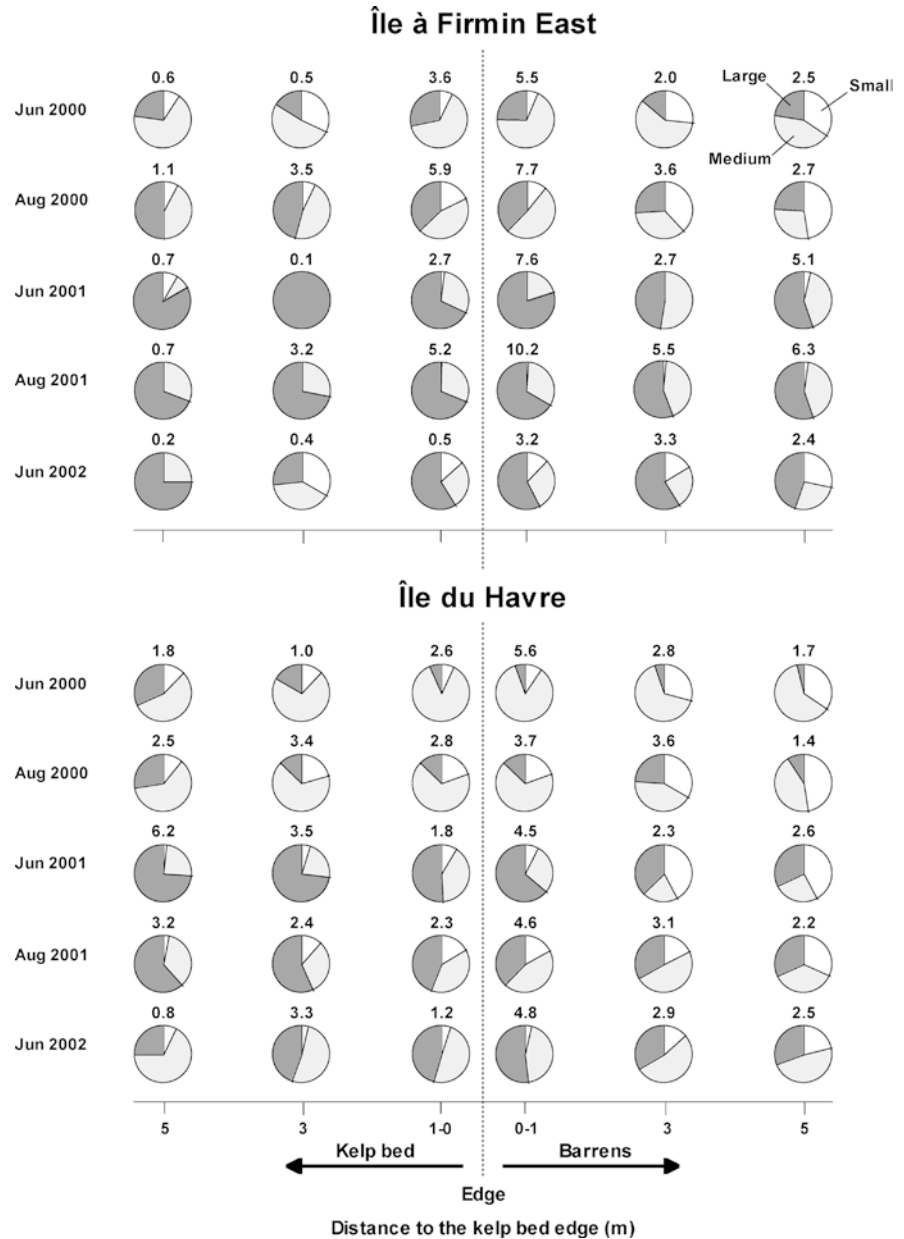 Île à Firmin East
0.6 0.5 3.6 5.5 2.0 2.5
Large
Small
Medium
Jun 2000
1.1 3.5 5.9 7.7 3.6 2.7
Aug 2000
0.7 0.1 2.7 7.6 2.7 5.1
Jun 2001
0.7 3.2 5.2 10.2 5.5 6.3
Aug 2001
0.2 0.4 0.5 3.2 3.3 2.4
Jun 2002
Île du Havre
1.8 1.0 2.6 5.6 2.8 1.7
Jun 2000
2.5 3.4 2.8 3.7 3.6 1.4
Aug 2000
6.2 3.5 1.8 4.5 2.3 2.6
Jun 2001
3.2 2.4 2.3 4.6 3.1 2.2
Aug 2001
0.8 3.3 1.2 4.8 2.9 2.5
Jun 2002
5 3 1-0 0-1 3 5
Kelp bed Barrens
Edge
Distance to the kelp bed edge (m)